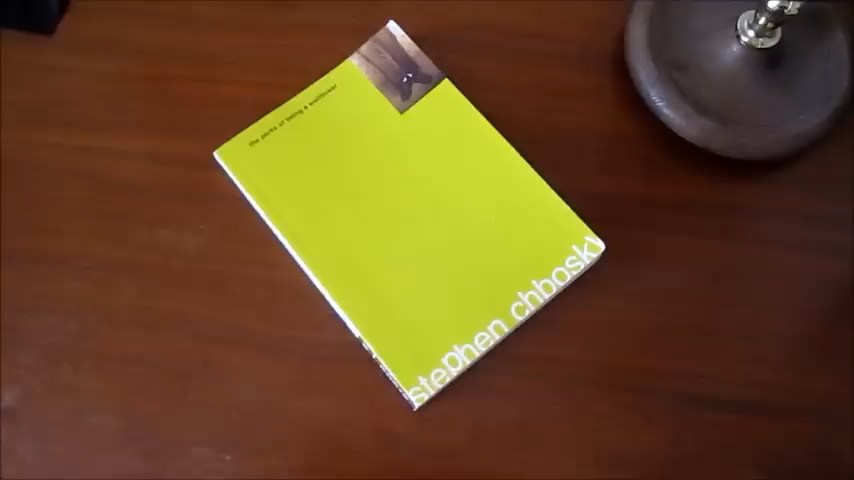 the perks of being a wallflower
stephen chbosky